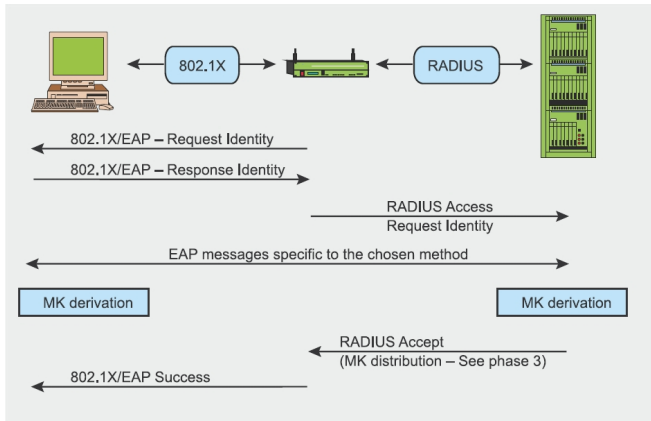 802.1X
RADIUS
802.1X/EAP – Request Identity
802.1X/EAP – Response Identity
RADIUS Access
Request Identity
EAP messages specific to the chosen method
MK derivation
MK derivation
RADIUS Accept
(MK distribution – See phase 3)
802.1X/EAP Success